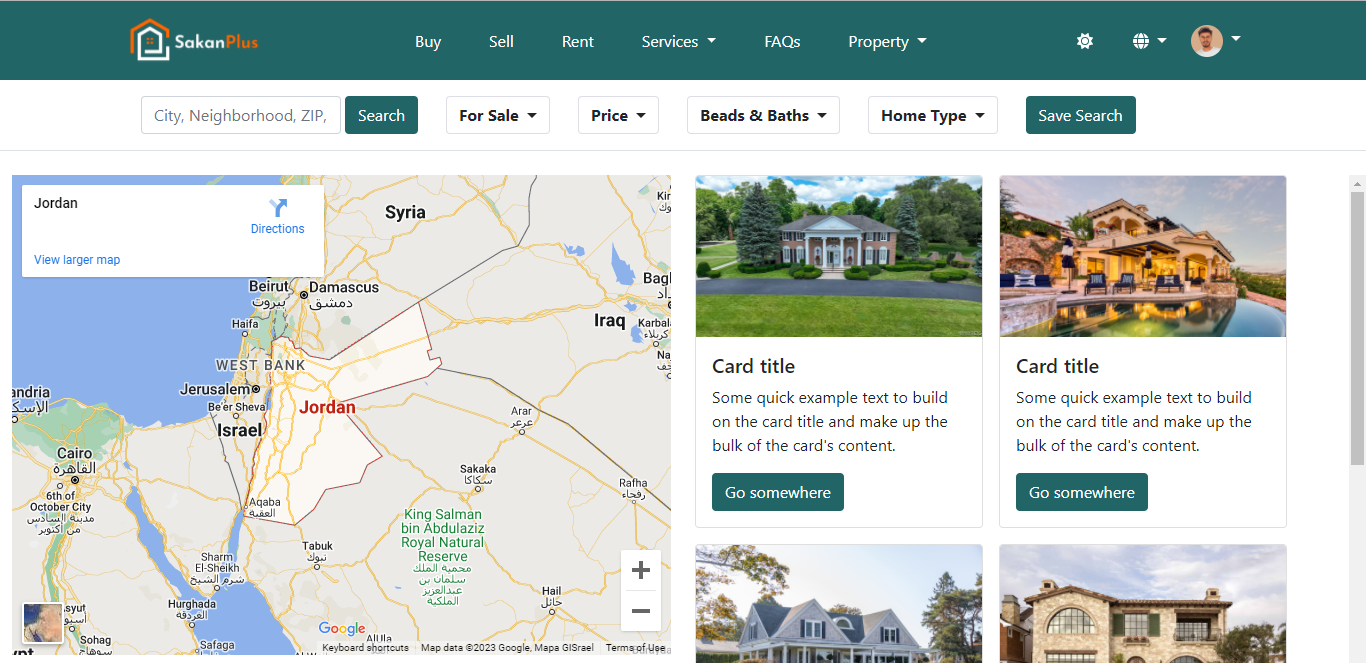 SakanPlus
Buy
Sell
Rent
Services
FAQs
Property
City, Neighborhood, ZIP,
Search
For Sale
Price
Beads & Baths
Home Type
Save Search
Jordan
Directions
View larger map
Syria
Beirut
بيروت
Damascus
دمشق
Haifa
Iraq
WEST BANK
Jerusalem
Be'er Sheva
Jordan
Israel
Arar
عرعر
Cairo
القاهرة
6th of
October City
مدينة السادس
من أكتوبر
Sakaka
سكاكا
Rafha
رفحاء
Aqaba
العقبة
King Salman
bin Abdulaziz
Royal Natural
Reserve
محمية الملك
سلمان بن
عبدالعزيز
الملكية
Tabuk
تبوك
Sharm
El-Sheikh
شرم الشيخ
Hail
حائل
Hurghada
الغردقة
Sohag
سوهاج
Safaga
سفاجا
AlUla
العلا
Google
Keyboard shortcuts
Map data ©2023 Google, Mapa GISrael
Terms of Use
Card title
Some quick example text to build
on the card title and make up the
bulk of the card's content.
Go somewhere
Card title
Some quick example text to build
on the card title and make up the
bulk of the card's content.
Go somewhere